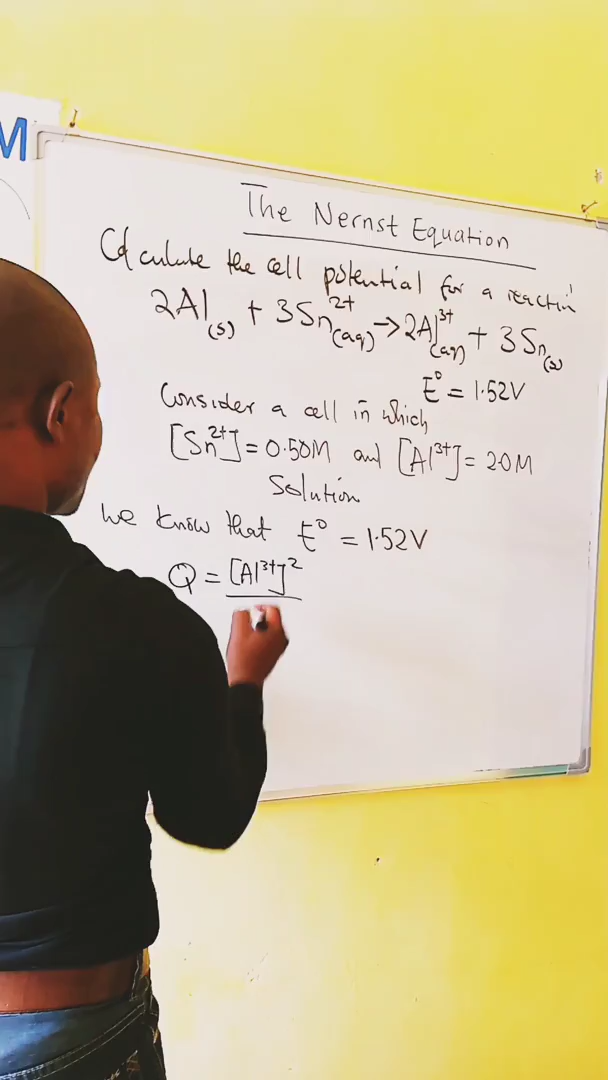 M
The Nernst Equation
Calculate the cell potential for a reaction
2Al(s) + 3Sn²⁺(aq) → 2Al³⁺(aq) + 3Sn(s)
E° = 1.52V
Consider a cell in which
[Sn²⁺] = 0.50M and [Al³⁺] = 2.0M
Solution
We know that E° = 1.52V
Q = [Al³⁺]²